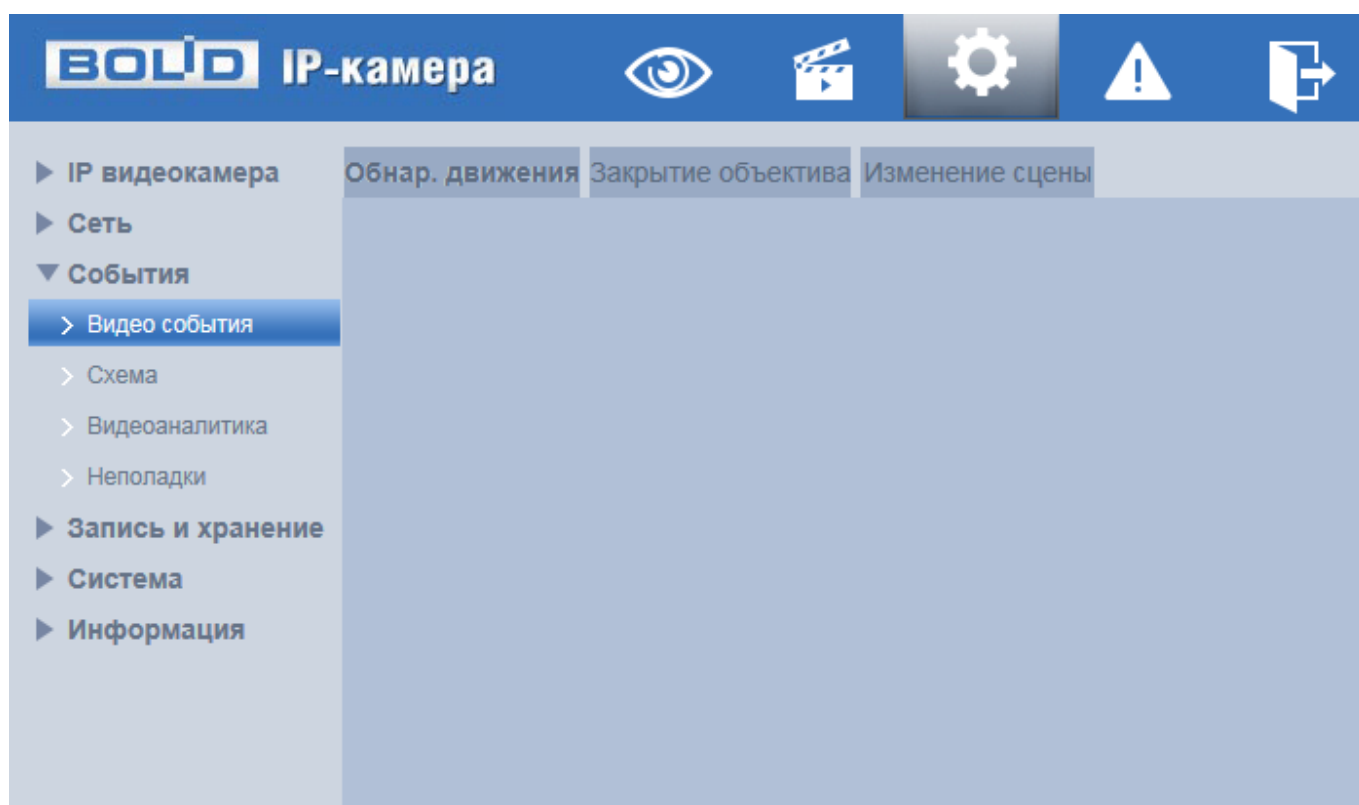 BOLID IP-камера
IP видеокамера
Сеть
События
Видео события
Схема
Видеоаналитика
Неполадки
Запись и хранение
Система
Информация
Обнар. движения Закрытие объектива Изменение сцены